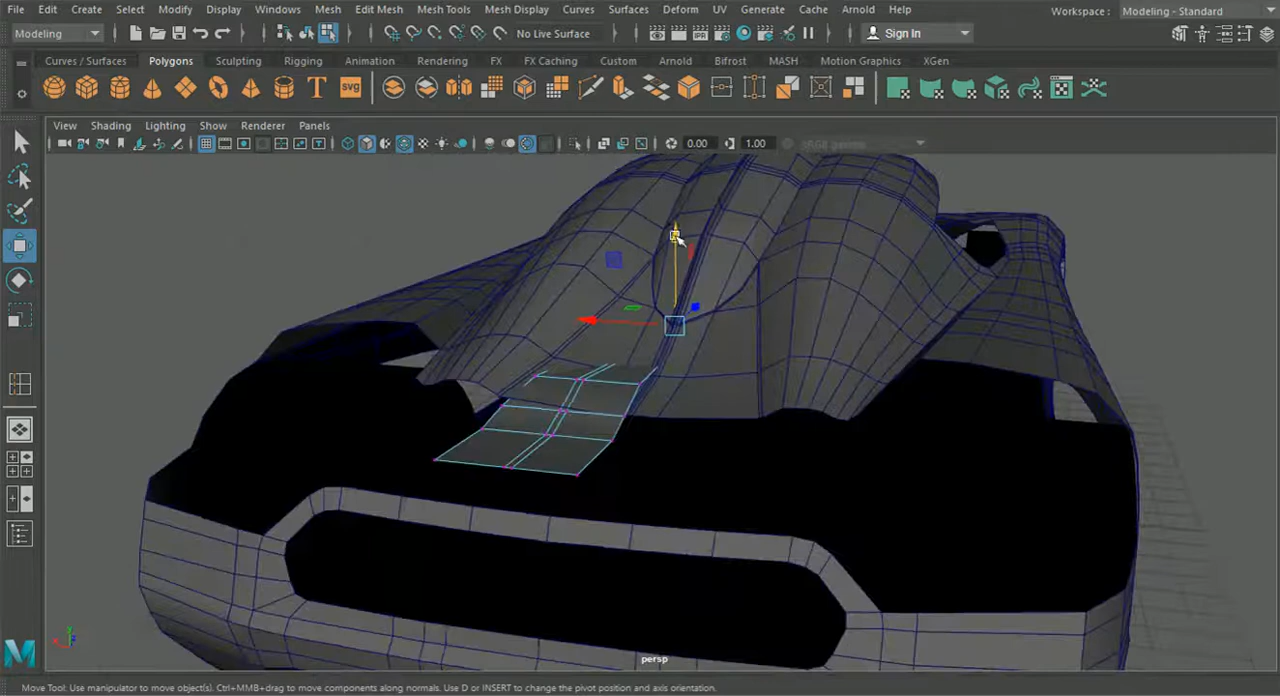 File Edit Create Select Modify Display Windows Mesh Edit Mesh Mesh Tools Mesh Display Curves Surfaces Deform UV Generate Cache Arnold Help Workspace : Modeling - Standard
Modeling No Live Surface Sign In
Curves / Surfaces Polygons Sculpting Rigging Animation Rendering FX FX Caching Custom Arnold Bifrost MASH Motion Graphics XGen
T SVG
View Shading Lighting Show Renderer Panels
0.00 1.00 sRGB gamma
persp
M
Move Tool: Use manipulator to move object(s). Ctrl+MMB+drag to move components along normals. Use D or INSERT to change the pivot position and axis orientation.